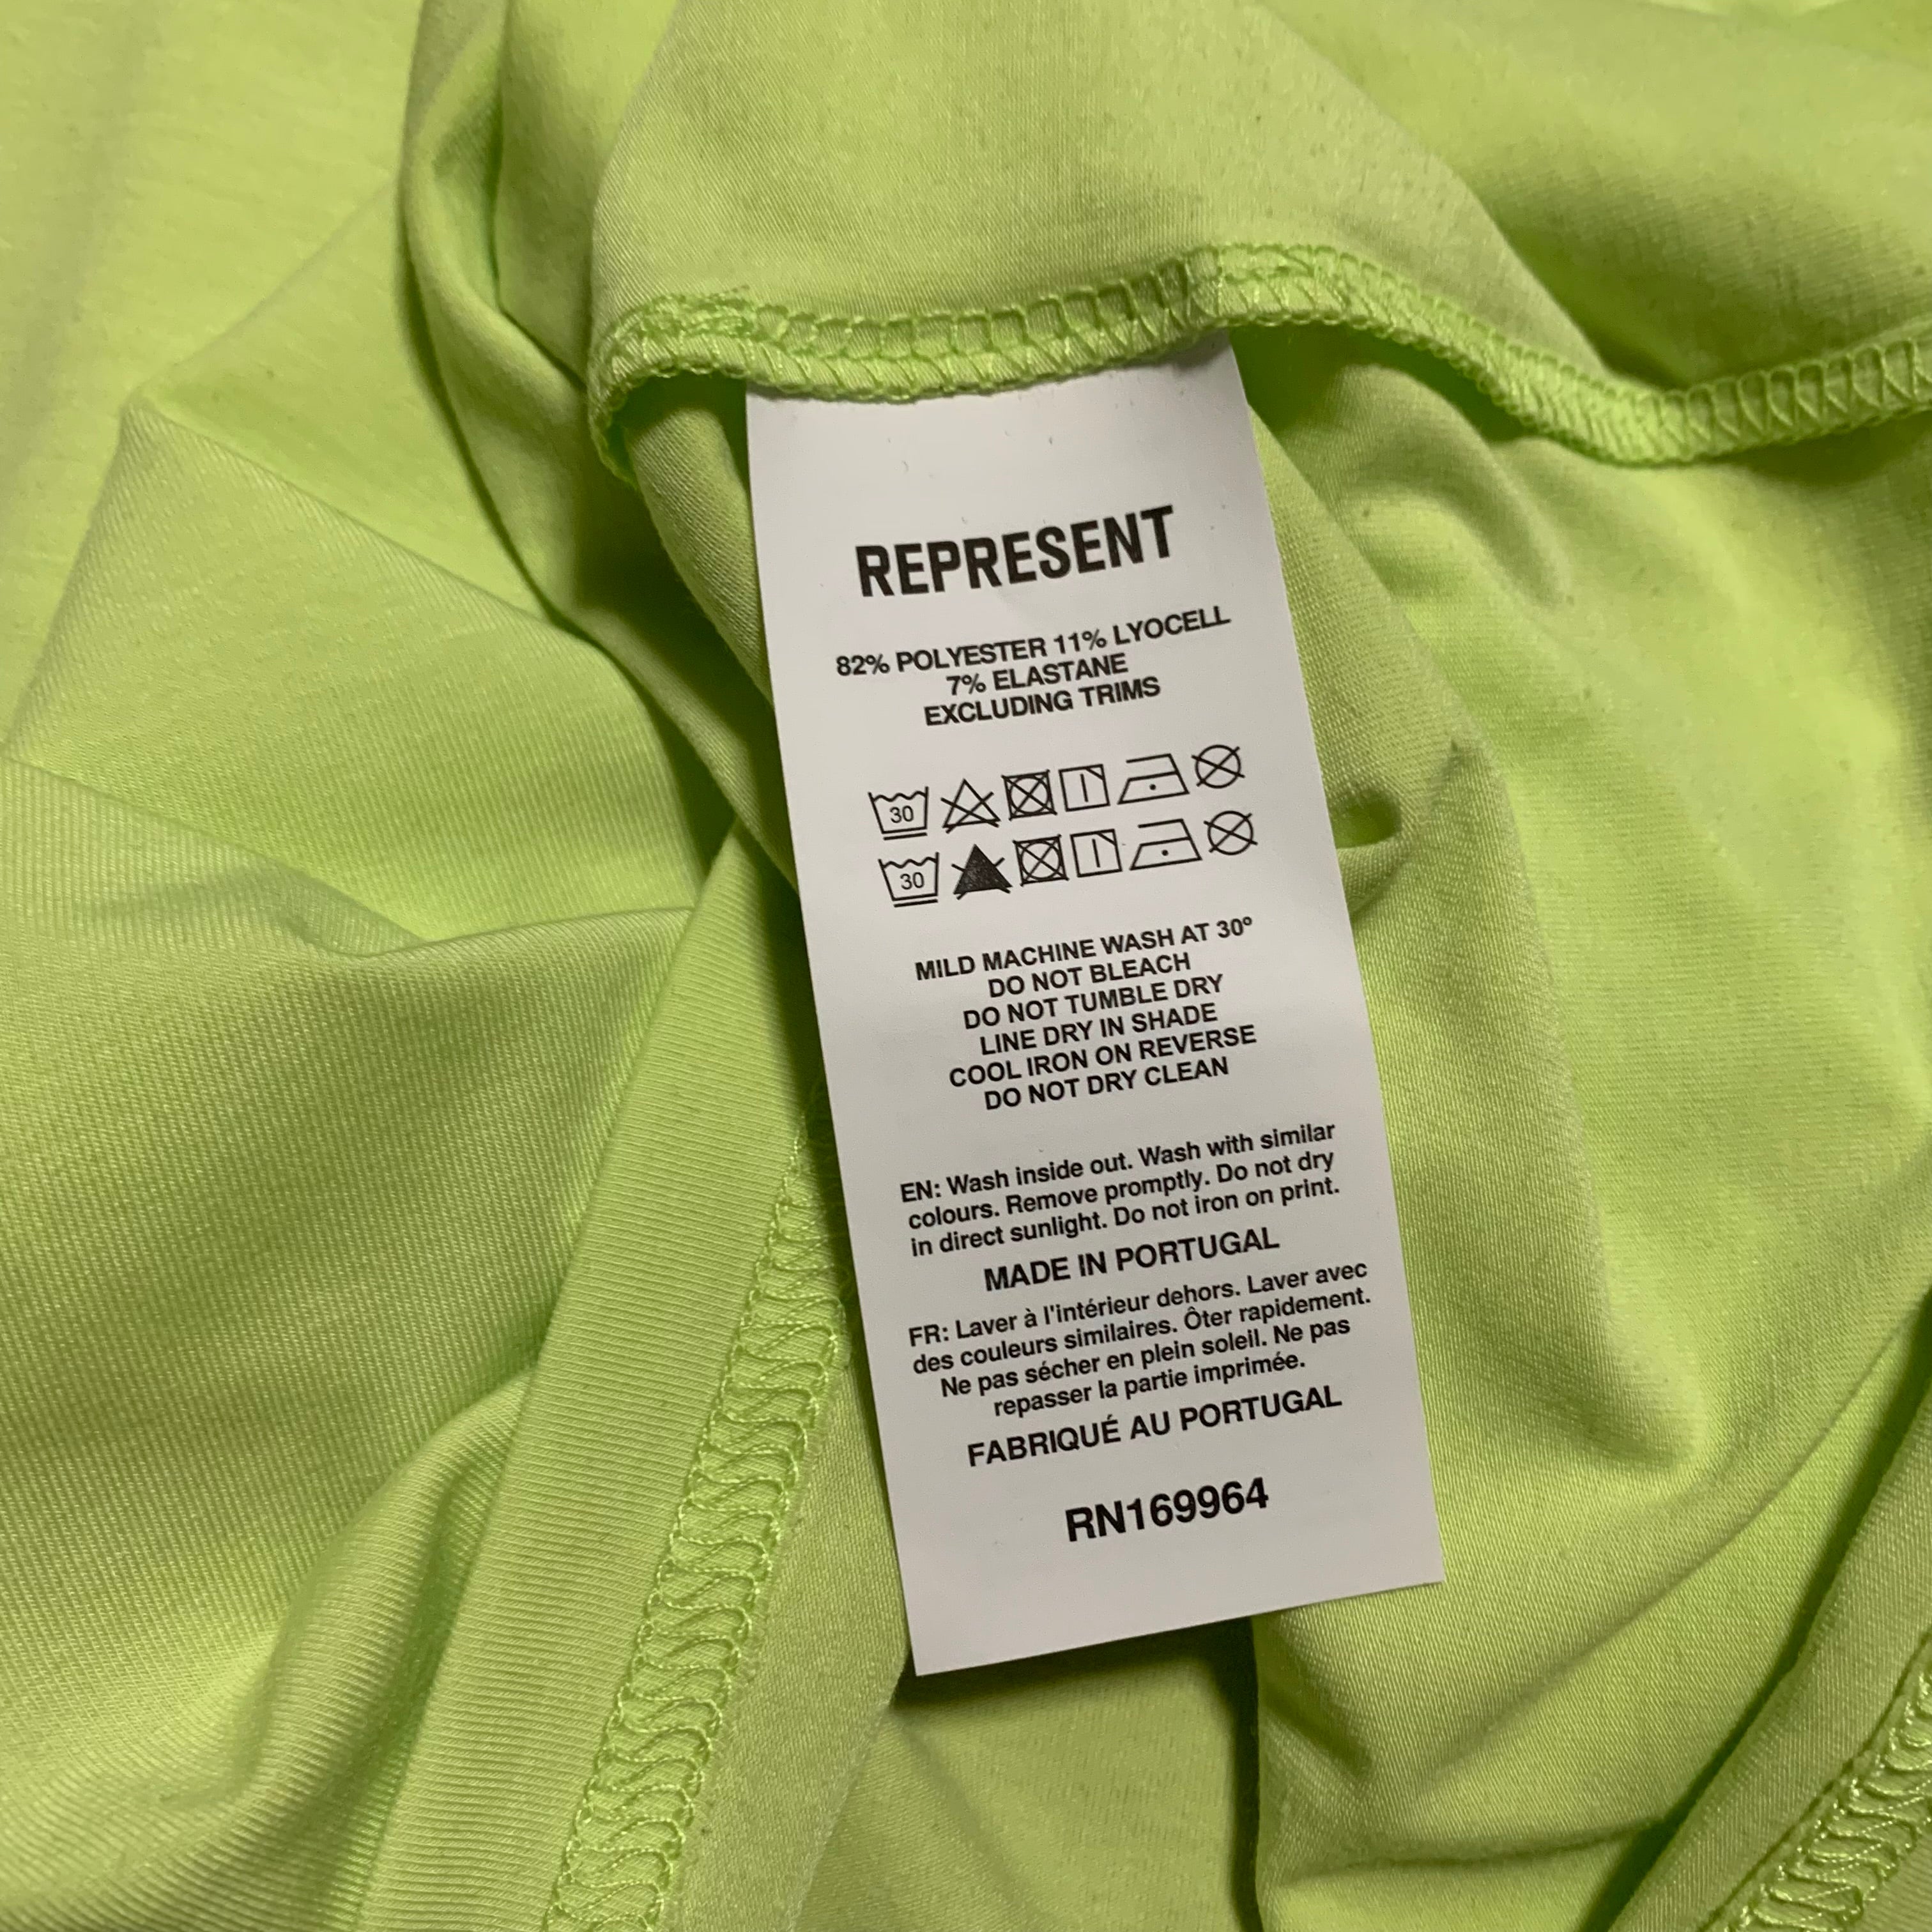 REPRESENT
82% POLYESTER 11% LYOCELL
7% ELASTANE
EXCLUDING TRIMS
30
30
MILD MACHINE WASH AT 30º
DO NOT BLEACH
DO NOT TUMBLE DRY
LINE DRY IN SHADE
COOL IRON ON REVERSE
DO NOT DRY CLEAN
EN: Wash inside out. Wash with similar
colours. Remove promptly. Do not dry
in direct sunlight. Do not iron on print.
MADE IN PORTUGAL
FR: Laver à l'intérieur dehors. Laver avec
des couleurs similaires. Ôter rapidement.
Ne pas sécher en plein soleil. Ne pas
repasser la partie imprimée.
FABRIQUÉ AU PORTUGAL
RN169964